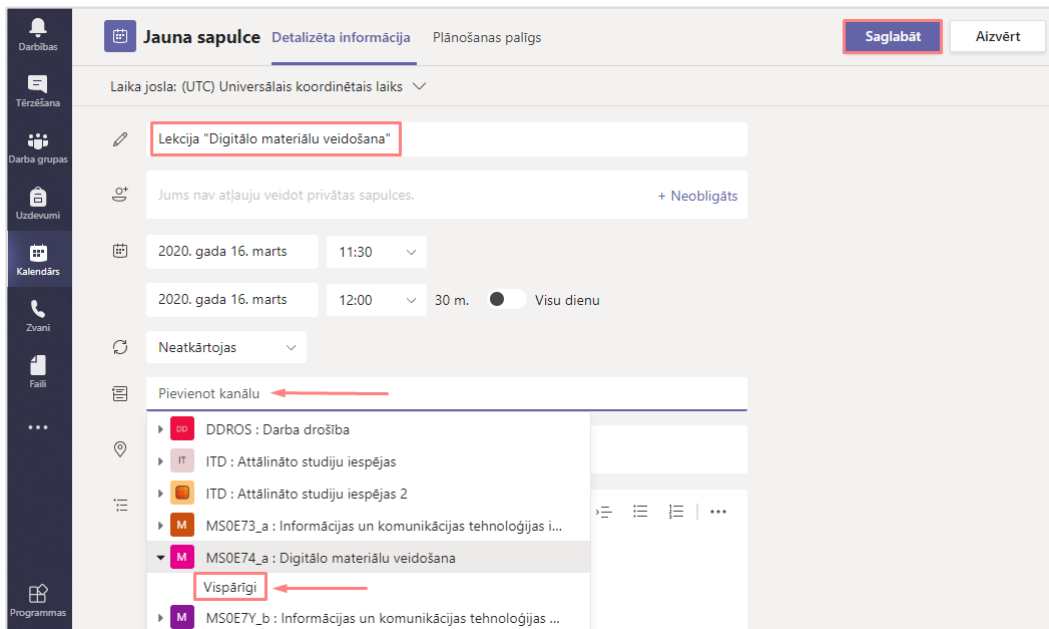 Darbības
Tērzēšana
Darba grupas
Uzdevumi
Kalendārs
Zvani
Faili
Programmas
Jauna sapulce Detalizēta informācija Plānošanas palīgs Saglabāt Aizvērt
Laika josla: (UTC) Universālais koordinētais laiks
Lekcija "Digitālo materiālu veidošana"
Jums nav atļauju veidot privātas sapulces. + Neobligāts
2020. gada 16. marts 11:30
2020. gada 16. marts 12:00 30 m. Visu dienu
Neatkārtojas
Pievienot kanālu
DD DDROS : Darba drošība
IT ITD : Attālināto studiju iespējas
ITD : Attālināto studiju iespējas 2
M MS0E73_a : Informācijas un komunikācijas tehnoloģijas i...
M MS0E74_a : Digitālo materiālu veidošana
Vispārīgi
M MS0E7Y_b : Informācijas un komunikācijas tehnoloģijas ...